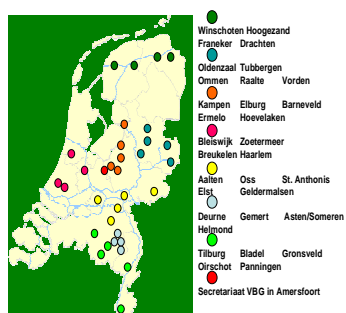 Winschoten Hoogezand
Franeker Drachten
Oldenzaal Tubbergen
Ommen Raalte Vorden
Kampen Elburg Barneveld
Ermelo Hoevelaken
Bleiswijk Zoetermeer
Breukelen Haarlem
Aalten Oss St. Anthonis
Elst Geldermalsen
Deurne Gemert Asten/Someren
Helmond
Tilburg Bladel Gronsveld
Oirschot Panningen
Secretariaat VBG in Amersfoort